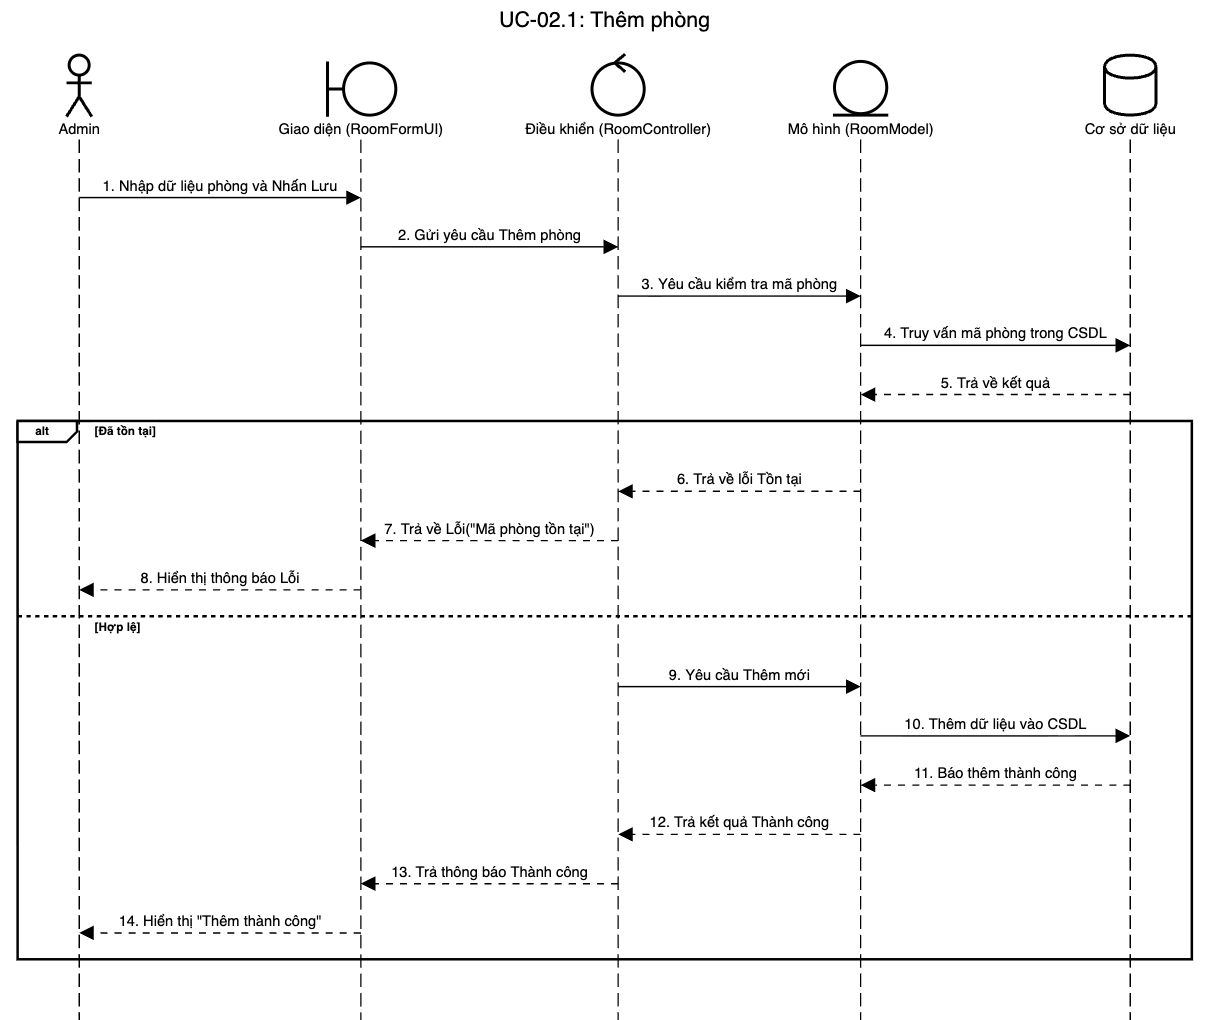 UC-02.1: Thêm phòng
Admin
Giao diện (RoomFormUI)
Điều khiển (RoomController)
Mô hình (RoomModel)
Cơ sở dữ liệu
1. Nhập dữ liệu phòng và Nhấn Lưu
2. Gửi yêu cầu Thêm phòng
3. Yêu cầu kiểm tra mã phòng
4. Truy vấn mã phòng trong CSDL
5. Trả về kết quả
alt
[Đã tồn tại]
6. Trả về lỗi Tồn tại
7. Trả về Lỗi("Mã phòng tồn tại")
8. Hiển thị thông báo Lỗi
[Hợp lệ]
9. Yêu cầu Thêm mới
10. Thêm dữ liệu vào CSDL
11. Báo thêm thành công
12. Trả kết quả Thành công
13. Trả thông báo Thành công
14. Hiển thị "Thêm thành công"